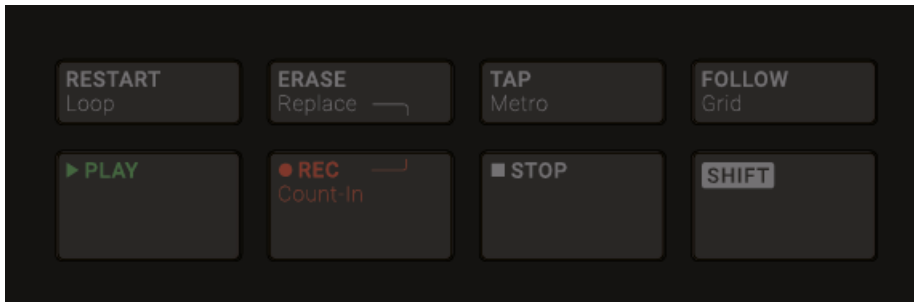 RESTART
Loop
ERASE
Replace
TAP
Metro
FOLLOW
Grid
PLAY
REC
Count-In
STOP
SHIFT